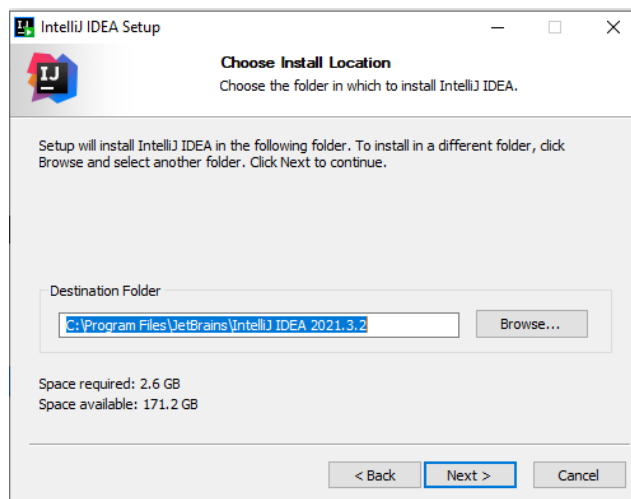 IntelliJ IDEA Setup
IJ
Choose Install Location
Choose the folder in which to install IntelliJ IDEA.
Setup will install IntelliJ IDEA in the following folder. To install in a different folder, click
Browse and select another folder. Click Next to continue.
Destination Folder
C:\Program Files\JetBrains\IntelliJ IDEA 2021.3.2
Browse...
Space required: 2.6 GB
Space available: 171.2 GB
< Back
Next >
Cancel